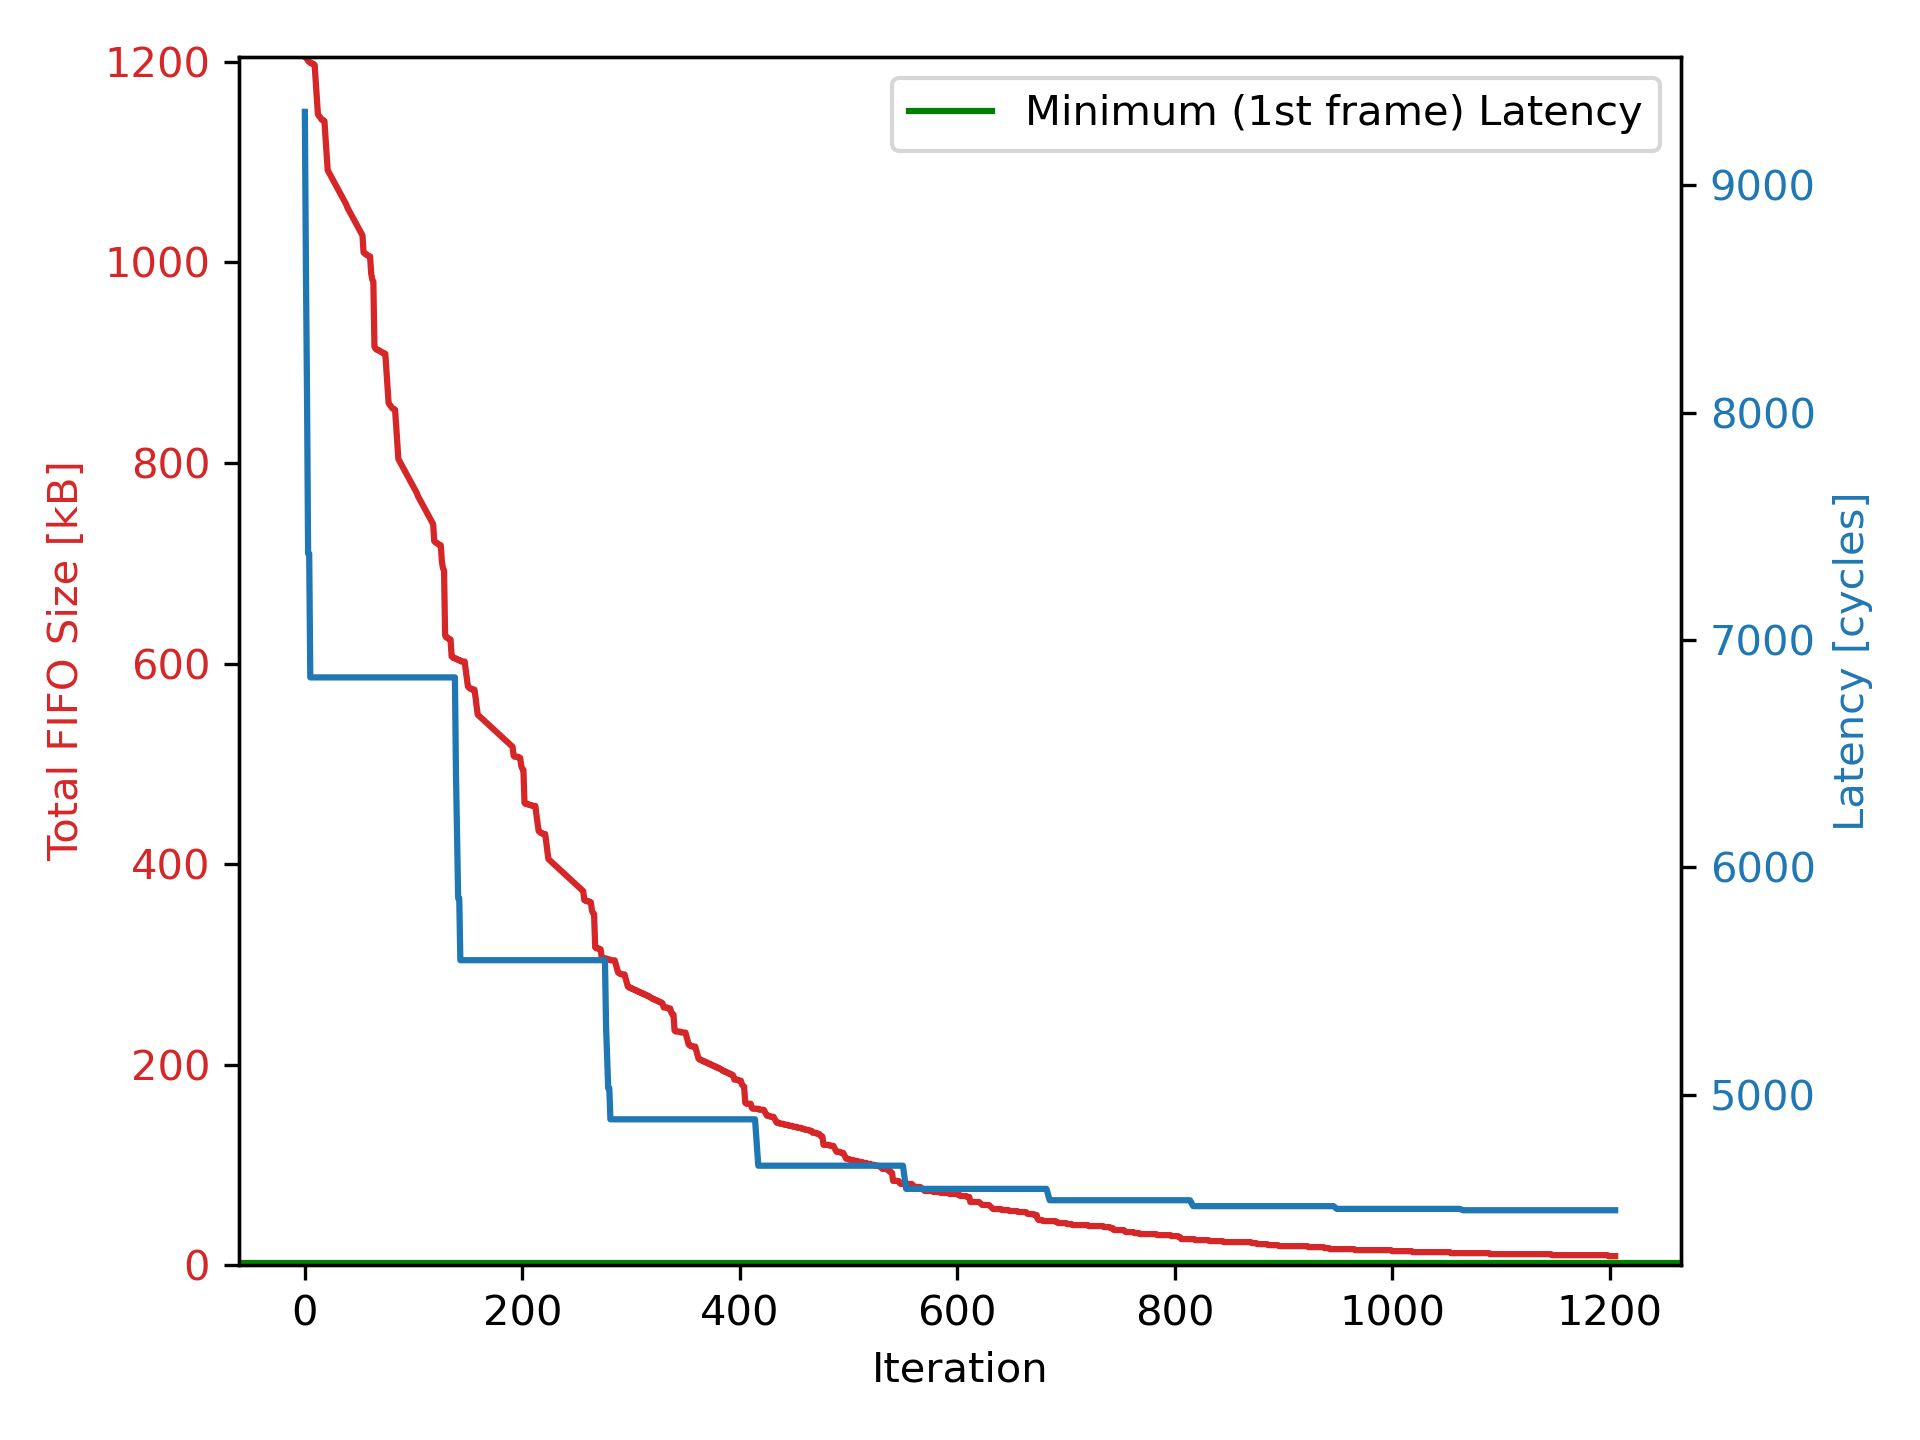 Minimum (1st frame) Latency
Total FIFO Size [kB]
1200
1000
800
600
400
200
0
9000
8000
7000
6000
5000
Latency [cycles]
0 200 400 600 800 1000 1200
Iteration